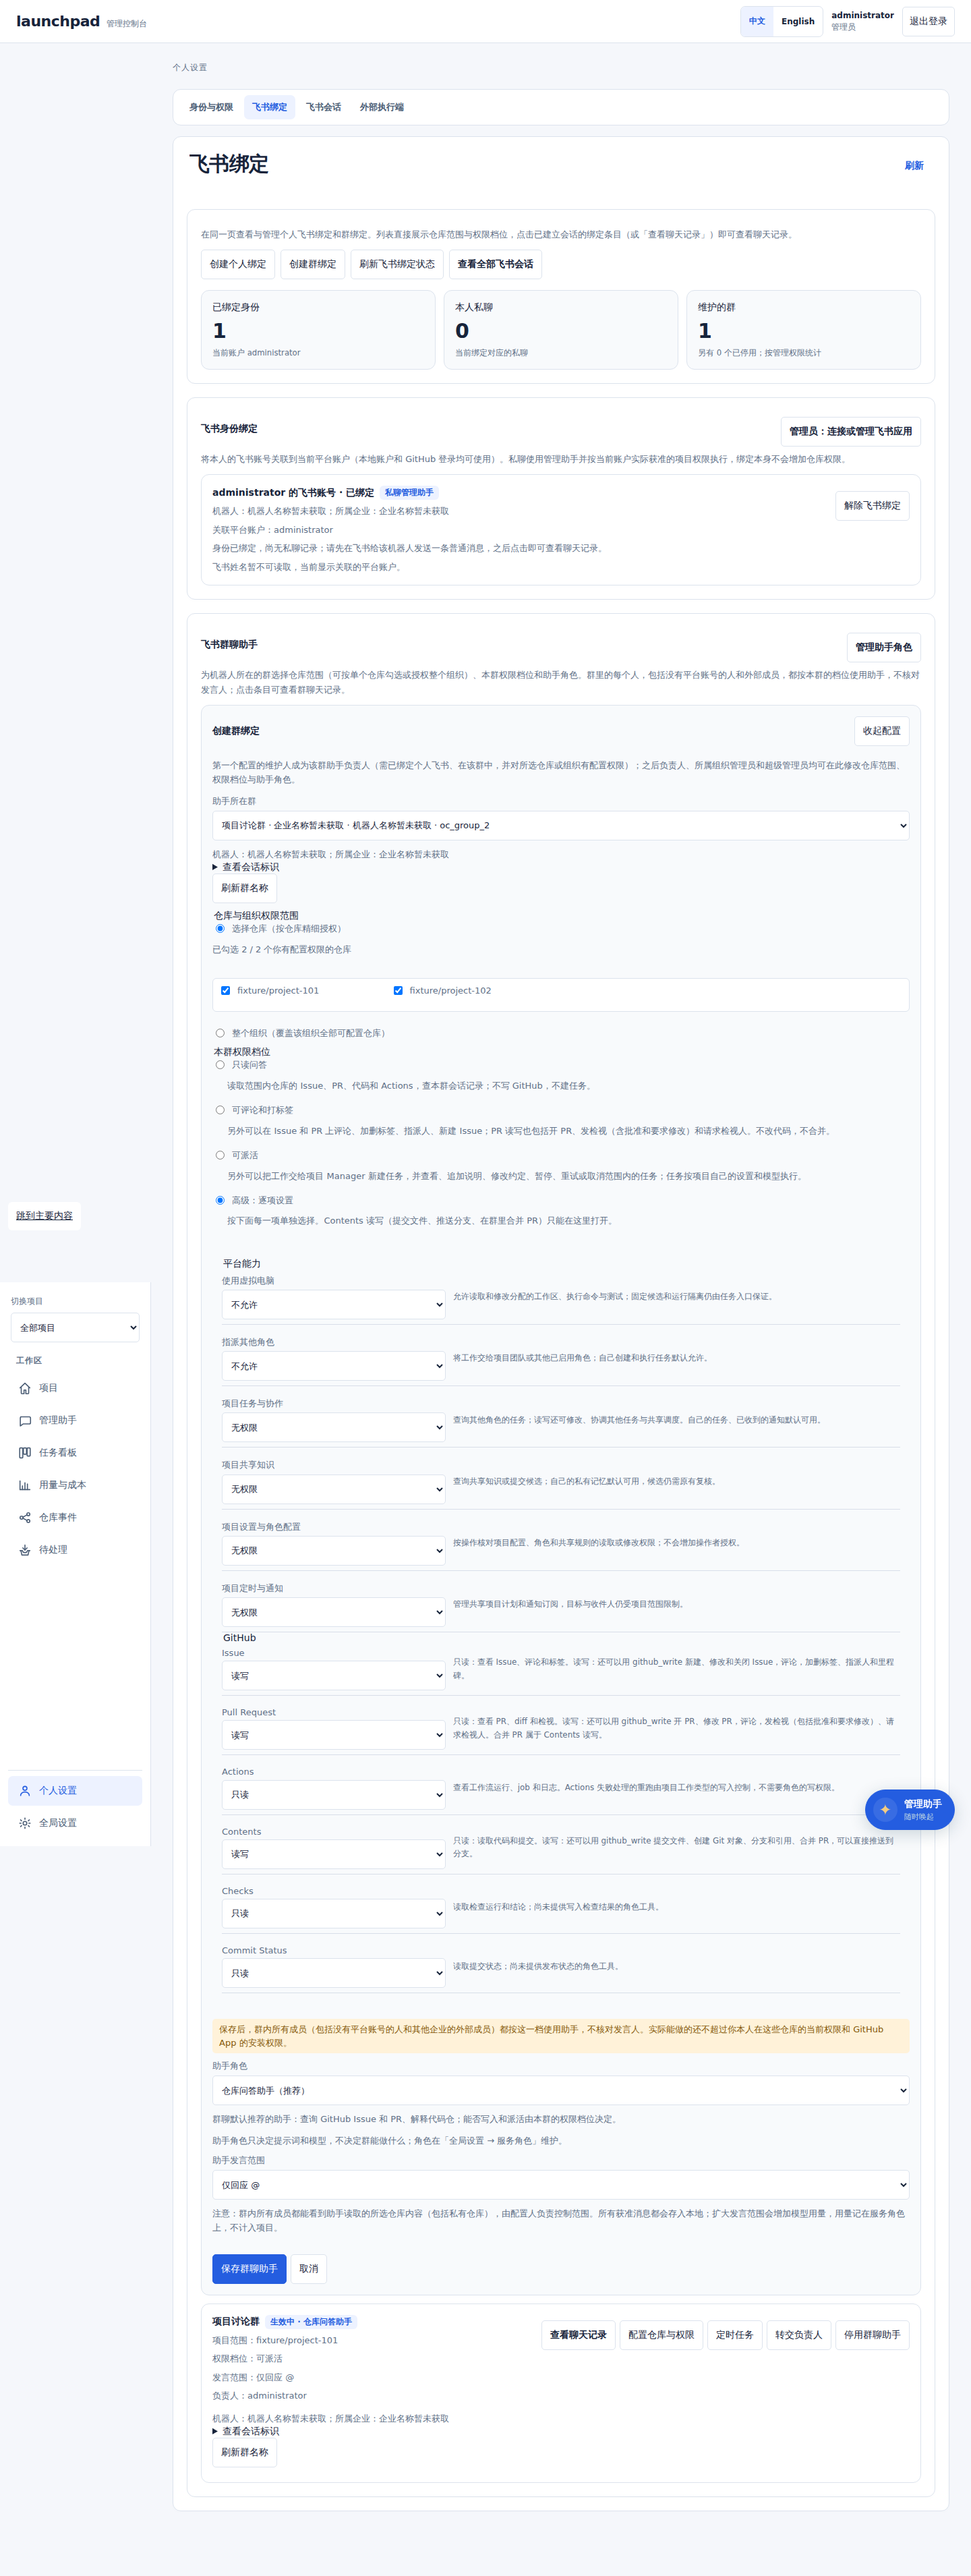 launchpad 管理控制台
中文 English
administrator
管理员
退出登录
个人设置
身份与权限 飞书绑定 飞书会话 外部执行端
飞书绑定
刷新
在同一页查看与管理个人飞书绑定和群绑定。列表直接展示仓库范围与权限档位，点击已建立会话的绑定条目（或「查看聊天记录」）即可查看聊天记录。
创建个人绑定 创建群绑定 刷新飞书绑定状态 查看全部飞书会话
已绑定身份
1
当前账户 administrator
本人私聊
0
当前绑定对应的私聊
维护的群
1
另有 0 个已停用；按管理权限统计
飞书身份绑定
管理员：连接或管理飞书应用
将本人的飞书账号关联到当前平台账户（本地账户和 GitHub 登录均可使用）。私聊使用管理助手并按当前账户实际获准的项目权限执行，绑定本身不会增加仓库权限。
administrator 的飞书账号 · 已绑定 私聊管理助手
机器人：机器人名称暂未获取；所属企业：企业名称暂未获取
关联平台账户：administrator
身份已绑定，尚无私聊记录；请先在飞书给该机器人发送一条普通消息，之后点击即可查看聊天记录。
飞书姓名暂不可读取，当前显示关联的平台账户。
解除飞书绑定
飞书群聊助手
管理助手角色
为机器人所在的群选择仓库范围（可按单个仓库勾选或授权整个组织）、本群权限档位和助手角色。群里的每个人，包括没有平台账号的人和外部成员，都按本群的档位使用助手，不核对
发言人；点击条目可查看群聊天记录。
创建群绑定
收起配置
第一个配置的维护人成为该群助手负责人（需已绑定个人飞书、在该群中，并对所选仓库或组织有配置权限）；之后负责人、所属组织管理员和超级管理员均可在此修改仓库范围、
权限档位与助手角色。
助手所在群
项目讨论群 · 企业名称暂未获取 · 机器人名称暂未获取 · oc_group_2
机器人：机器人名称暂未获取；所属企业：企业名称暂未获取
查看会话标识
刷新群名称
仓库与组织权限范围
选择仓库（按仓库精细授权）
已勾选 2 / 2 个你有配置权限的仓库
fixture/project-101 fixture/project-102
整个组织（覆盖该组织全部可配置仓库）
本群权限档位
只读问答
读取范围内仓库的 Issue、PR、代码和 Actions，查本群会话记录；不写 GitHub，不建任务。
可评论和打标签
另外可以在 Issue 和 PR 上评论、加删标签、指派人、新建 Issue；PR 读写也包括开 PR、发检视（含批准和要求修改）和请求检视人。不改代码，不合并。
可派活
另外可以把工作交给项目 Manager 新建任务，并查看、追加说明、修改约定、暂停、重试或取消范围内的任务；任务按项目自己的设置和模型执行。
高级：逐项设置
按下面每一项单独选择。Contents 读写（提交文件、推送分支、在群里合并 PR）只能在这里打开。
平台能力
使用虚拟电脑
不允许
允许读取和修改分配的工作区、执行命令与测试；固定候选和运行隔离仍由任务入口保证。
指派其他角色
不允许
将工作交给项目团队或其他已启用角色；自己创建和执行任务默认允许。
项目任务与协作
无权限
查询其他角色的任务；读写还可修改、协调其他任务与共享调度。自己的任务、已收到的通知默认可用。
项目共享知识
无权限
查询共享知识或提交候选；自己的私有记忆默认可用，候选仍需原有复核。
项目设置与角色配置
无权限
按操作核对项目配置、角色和共享规则的读取或修改权限；不会增加操作者授权。
项目定时与通知
无权限
管理共享项目计划和通知订阅，目标与收件人仍受项目范围限制。
GitHub
Issue
读写
只读：查看 Issue、评论和标签。读写：还可以用 github_write 新建、修改和关闭 Issue，评论，加删标签、指派人和里程
碑。
Pull Request
读写
只读：查看 PR、diff 和检视。读写：还可以用 github_write 开 PR、修改 PR，评论，发检视（包括批准和要求修改）、请
求检视人。合并 PR 属于 Contents 读写。
Actions
只读
查看工作流运行、job 和日志。Actions 失败处理的重跑由项目工作类型的写入控制，不需要角色的写权限。
Contents
读写
只读：读取代码和提交。读写：还可以用 github_write 提交文件、创建 Git 对象、分支和引用、合并 PR，可以直接推送到
分支。
Checks
只读
读取检查运行和结论；尚未提供写入检查结果的角色工具。
Commit Status
只读
读取提交状态；尚未提供发布状态的角色工具。
保存后，群内所有成员（包括没有平台账号的人和其他企业的外部成员）都按这一档使用助手，不核对发言人。实际能做的还不超过你本人在这些仓库的当前权限和 GitHub
App 的安装权限。
助手角色
仓库问答助手（推荐）
群聊默认推荐的助手：查询 GitHub Issue 和 PR、解释代码仓；能否写入和派活由本群的权限档位决定。
助手角色只决定提示词和模型，不决定群能做什么；角色在「全局设置 → 服务角色」维护。
助手发言范围
仅回应 @
注意：群内所有成员都能看到助手读取的所选仓库内容（包括私有仓库），由配置人负责控制范围。所有获准消息都会存入本地；扩大发言范围会增加模型用量，用量记在服务角色
上，不计入项目。
保存群聊助手 取消
项目讨论群 生效中 · 仓库问答助手
项目范围：fixture/project-101
权限档位：可派活
发言范围：仅回应 @
负责人：administrator
机器人：机器人名称暂未获取；所属企业：企业名称暂未获取
查看会话标识
刷新群名称
查看聊天记录 配置仓库与权限 定时任务 转交负责人 停用群聊助手
跳到主要内容
切换项目
全部项目
工作区
项目
管理助手
任务看板
用量与成本
仓库事件
待处理
个人设置
全局设置
管理助手
随时唤起